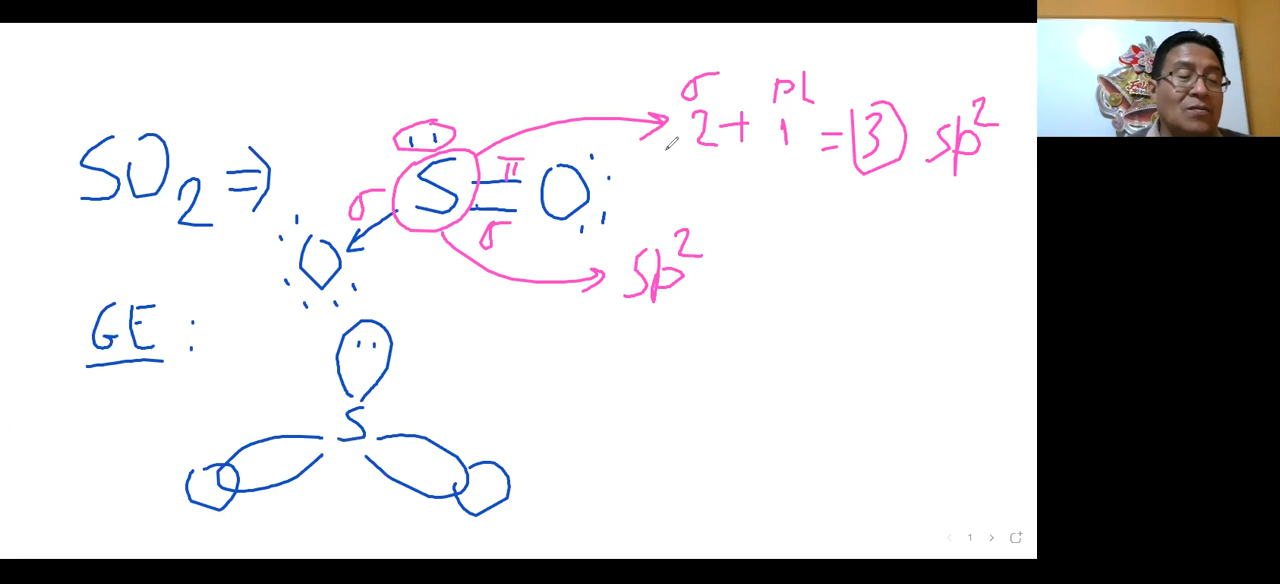 σ pl
2 + 1 = 3 sp²
SO₂ ⇒ :S=O: π σ σ
O
sp²
GE :
S
1